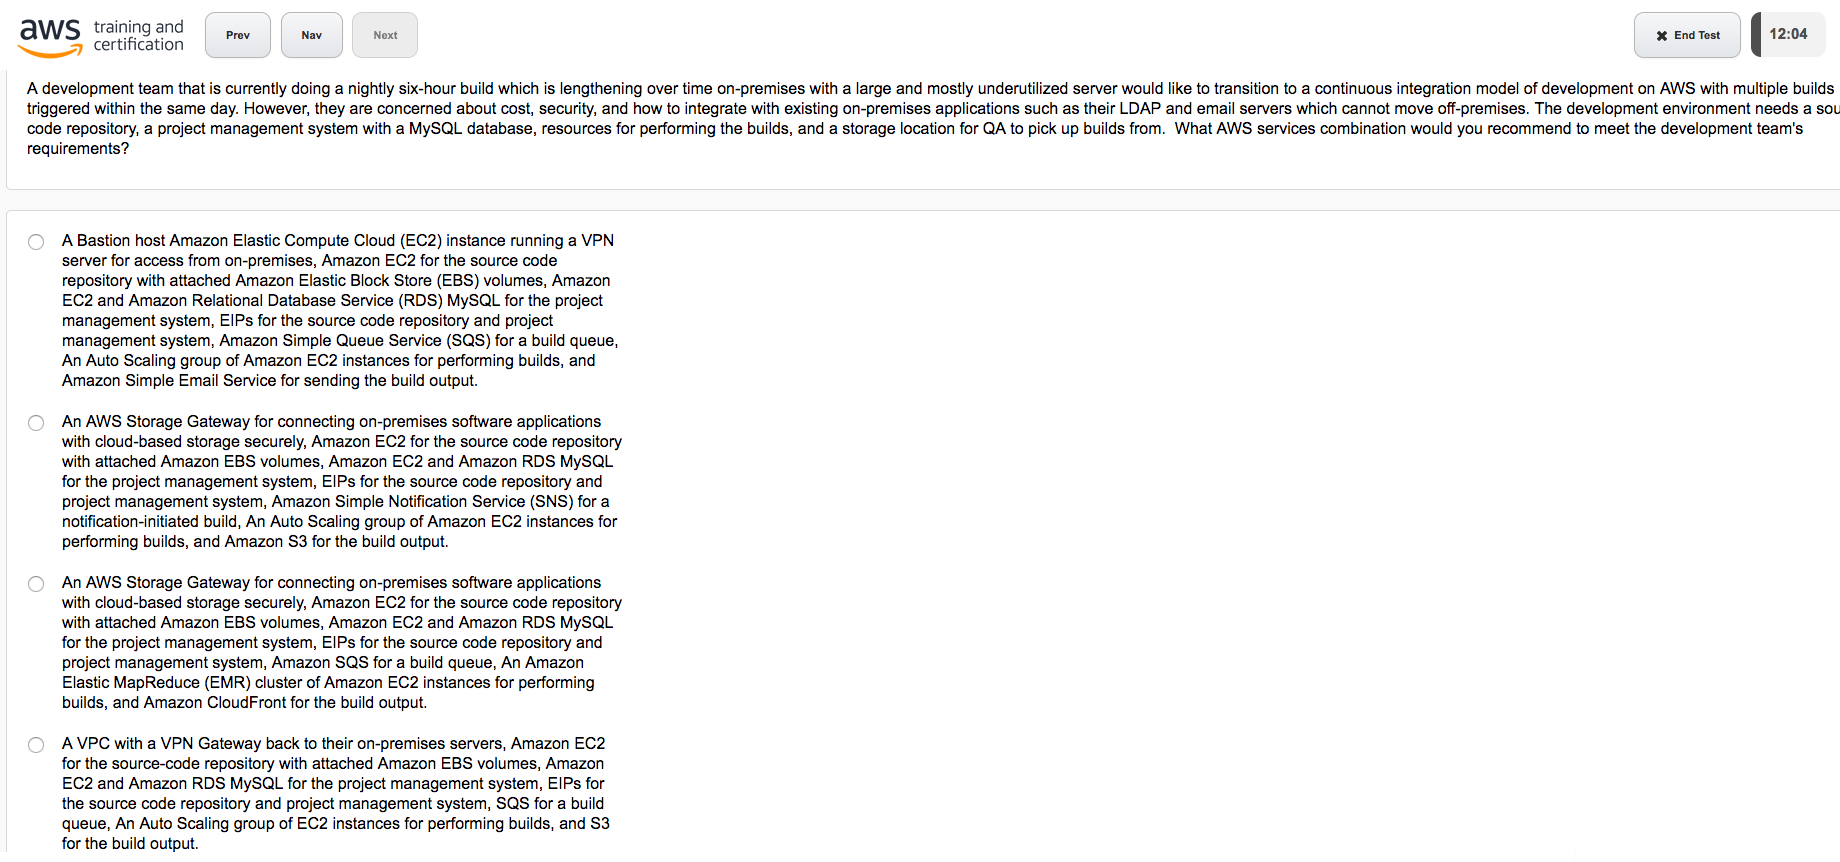 aws training and
certification
Prev
Nav
Next
End Test
12:04
A development team that is currently doing a nightly six-hour build which is lengthening over time on-premises with a large and mostly underutilized server would like to transition to a continuous integration model of development on AWS with multiple builds
triggered within the same day. However, they are concerned about cost, security, and how to integrate with existing on-premises applications such as their LDAP and email servers which cannot move off-premises. The development environment needs a sou
code repository, a project management system with a MySQL database, resources for performing the builds, and a storage location for QA to pick up builds from. What AWS services combination would you recommend to meet the development team's
requirements?
A Bastion host Amazon Elastic Compute Cloud (EC2) instance running a VPN
server for access from on-premises, Amazon EC2 for the source code
repository with attached Amazon Elastic Block Store (EBS) volumes, Amazon
EC2 and Amazon Relational Database Service (RDS) MySQL for the project
management system, EIPs for the source code repository and project
management system, Amazon Simple Queue Service (SQS) for a build queue,
An Auto Scaling group of Amazon EC2 instances for performing builds, and
Amazon Simple Email Service for sending the build output.
An AWS Storage Gateway for connecting on-premises software applications
with cloud-based storage securely, Amazon EC2 for the source code repository
with attached Amazon EBS volumes, Amazon EC2 and Amazon RDS MySQL
for the project management system, EIPs for the source code repository and
project management system, Amazon Simple Notification Service (SNS) for a
notification-initiated build, An Auto Scaling group of Amazon EC2 instances for
performing builds, and Amazon S3 for the build output.
An AWS Storage Gateway for connecting on-premises software applications
with cloud-based storage securely, Amazon EC2 for the source code repository
with attached Amazon EBS volumes, Amazon EC2 and Amazon RDS MySQL
for the project management system, EIPs for the source code repository and
project management system, Amazon SQS for a build queue, An Amazon
Elastic MapReduce (EMR) cluster of Amazon EC2 instances for performing
builds, and Amazon CloudFront for the build output.
A VPC with a VPN Gateway back to their on-premises servers, Amazon EC2
for the source-code repository with attached Amazon EBS volumes, Amazon
EC2 and Amazon RDS MySQL for the project management system, EIPs for
the source code repository and project management system, SQS for a build
queue, An Auto Scaling group of EC2 instances for performing builds, and S3
for the build output.